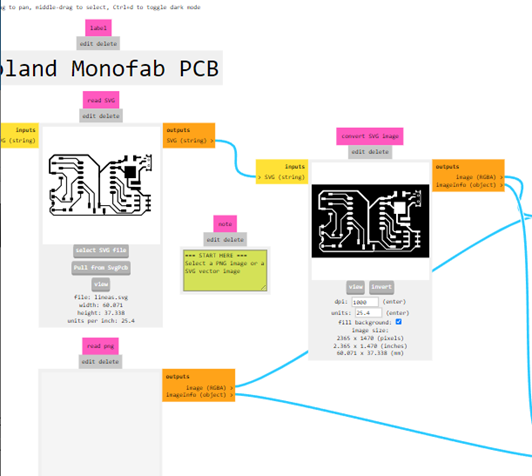 to pan, middle-drag to select, Ctrl+d to toggle dark mode
label
edit delete
oland Monofab PCB
read SVG
edit delete
inputs
VG (string)
outputs
SVG (string) >
select SVG file
Pull from SvgPcb
view
file: lineas.svg
width: 60.071
height: 37.338
units per inch: 25.4
note
edit delete
=== START HERE ===
Select a PNG image or a
SVG vector image
convert SVG image
edit delete
inputs
> SVG (string)
outputs
image (RGBA) >
imageinfo (object) >
view
invert
dpi: 1000 (enter)
units: 25.4 (enter)
fill background:
image size:
2365 x 1470 (pixels)
2.365 x 1.470 (inches)
60.071 x 37.338 (mm)
read png
edit delete
outputs
image (RGBA) >
imageinfo (object) >